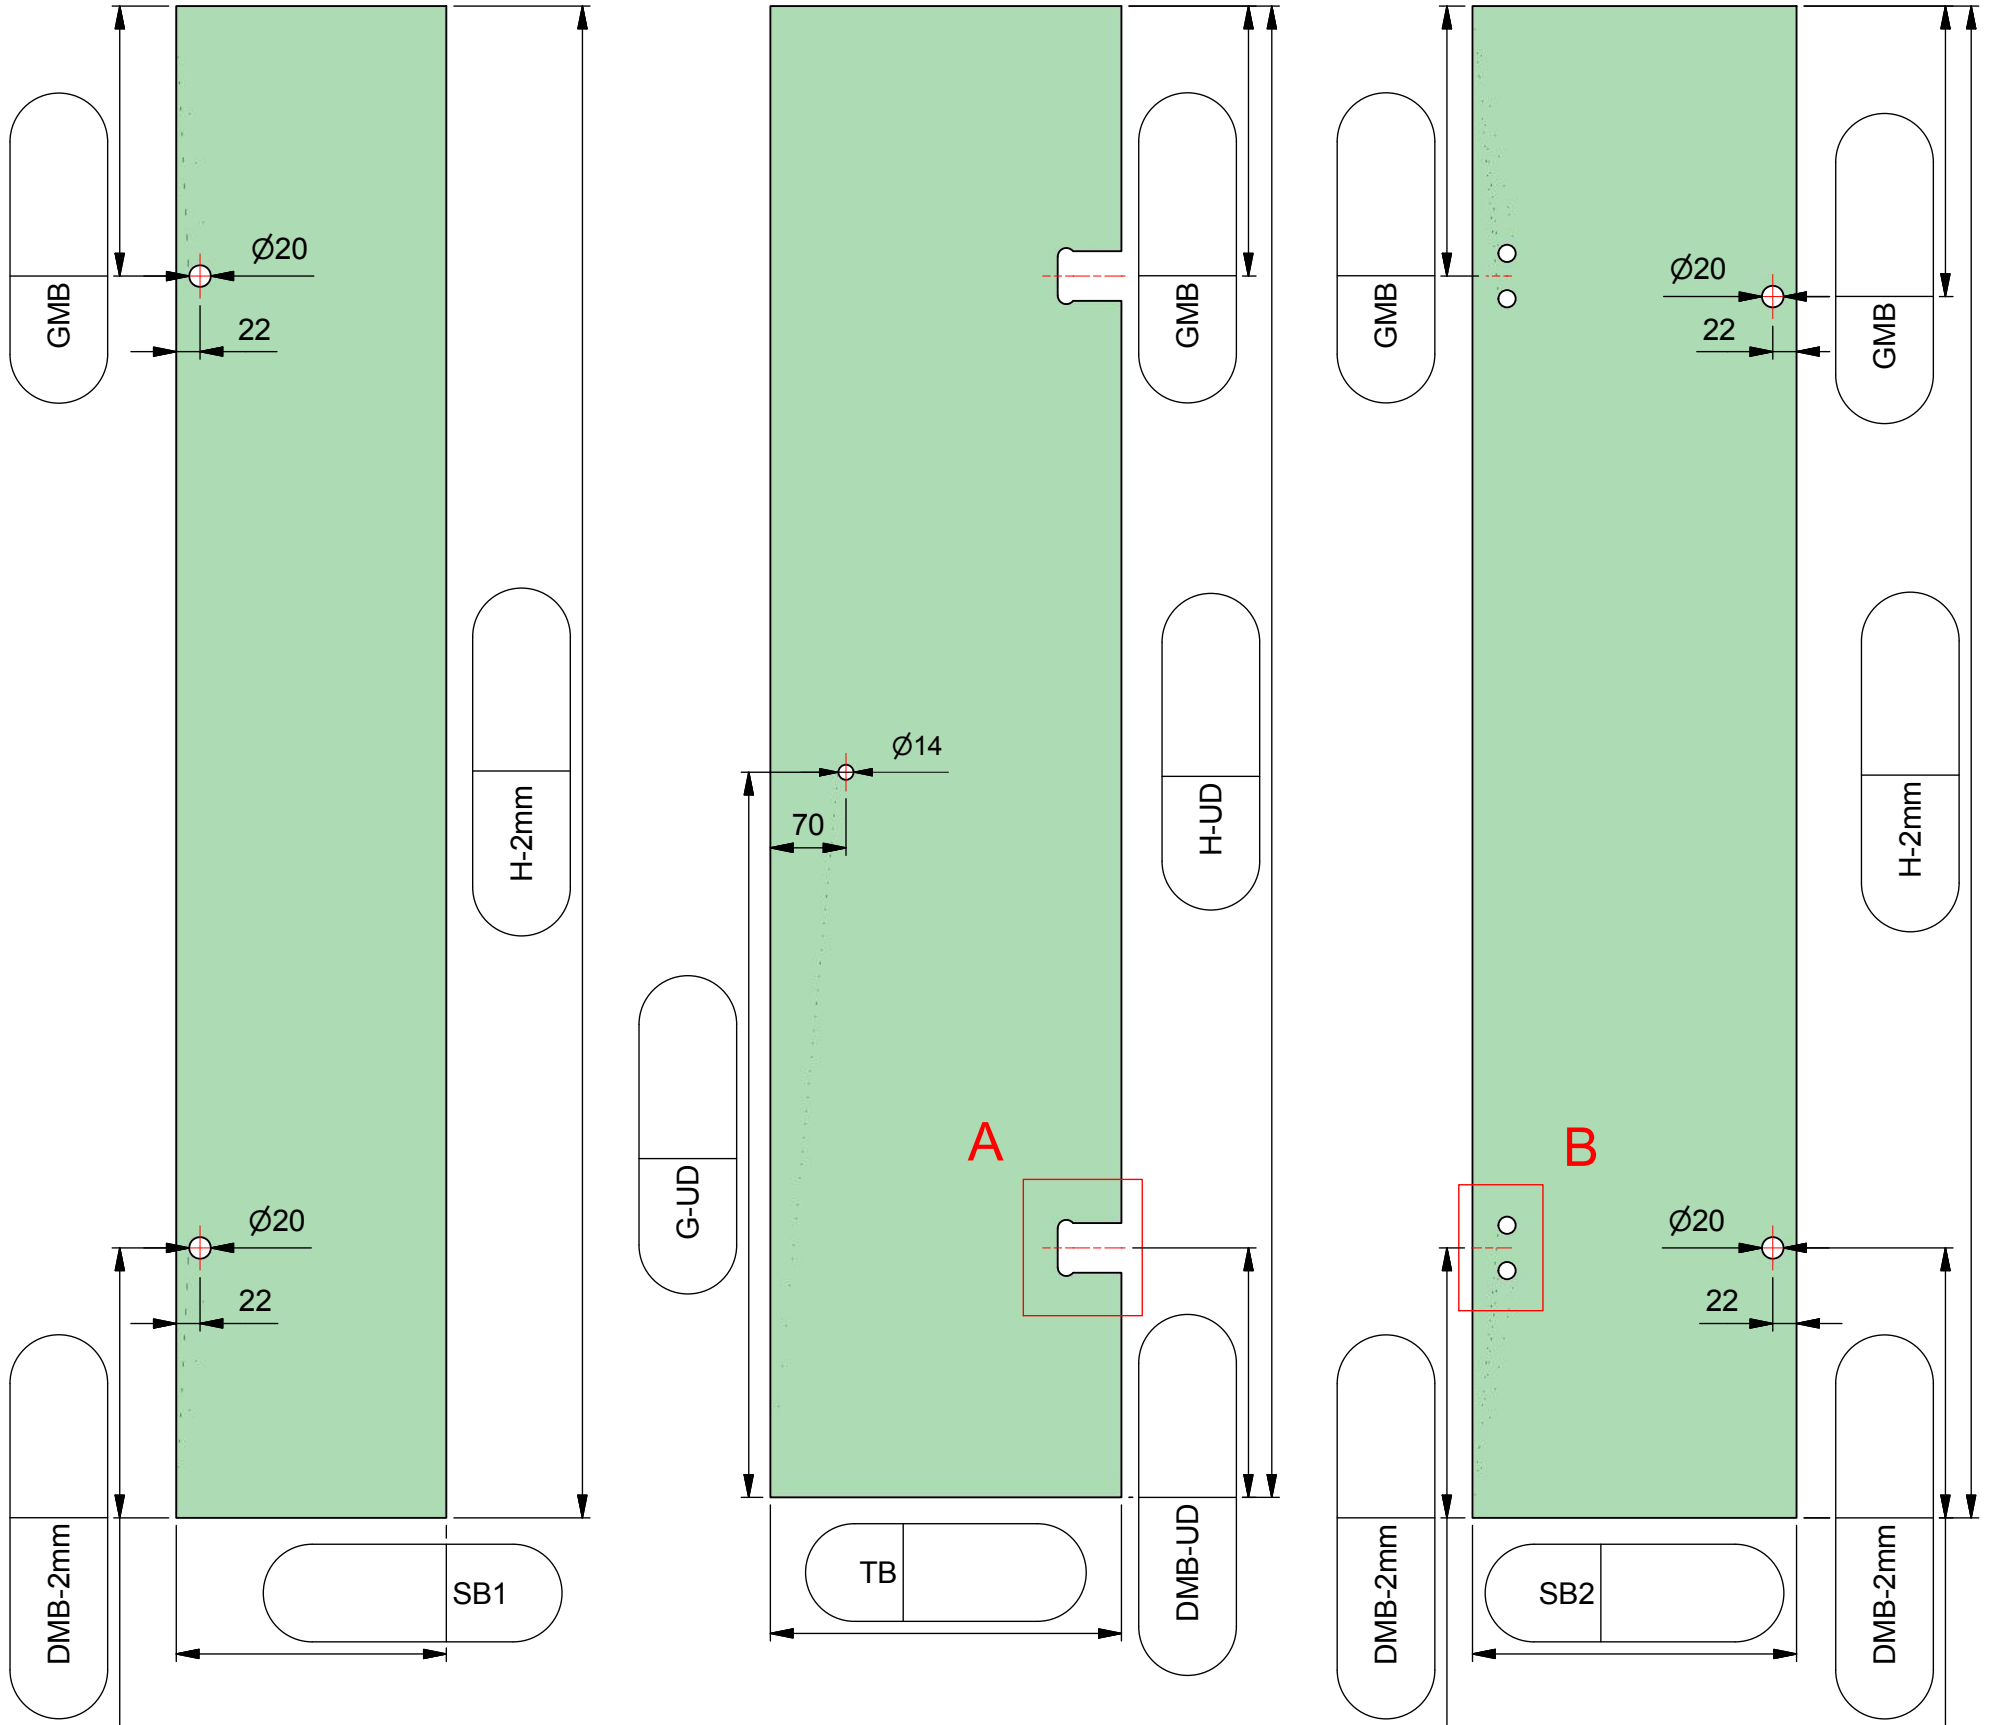 GMB
Ø20
22
H-2mm
Ø20
22
DMB-2mm
SB1
GMB
Ø14
70
H-UD
G-UD
A
DMB-UD
TB
GMB
Ø20
22
GMB
H-2mm
B
Ø20
22
DMB-2mm
DMB-2mm
SB2